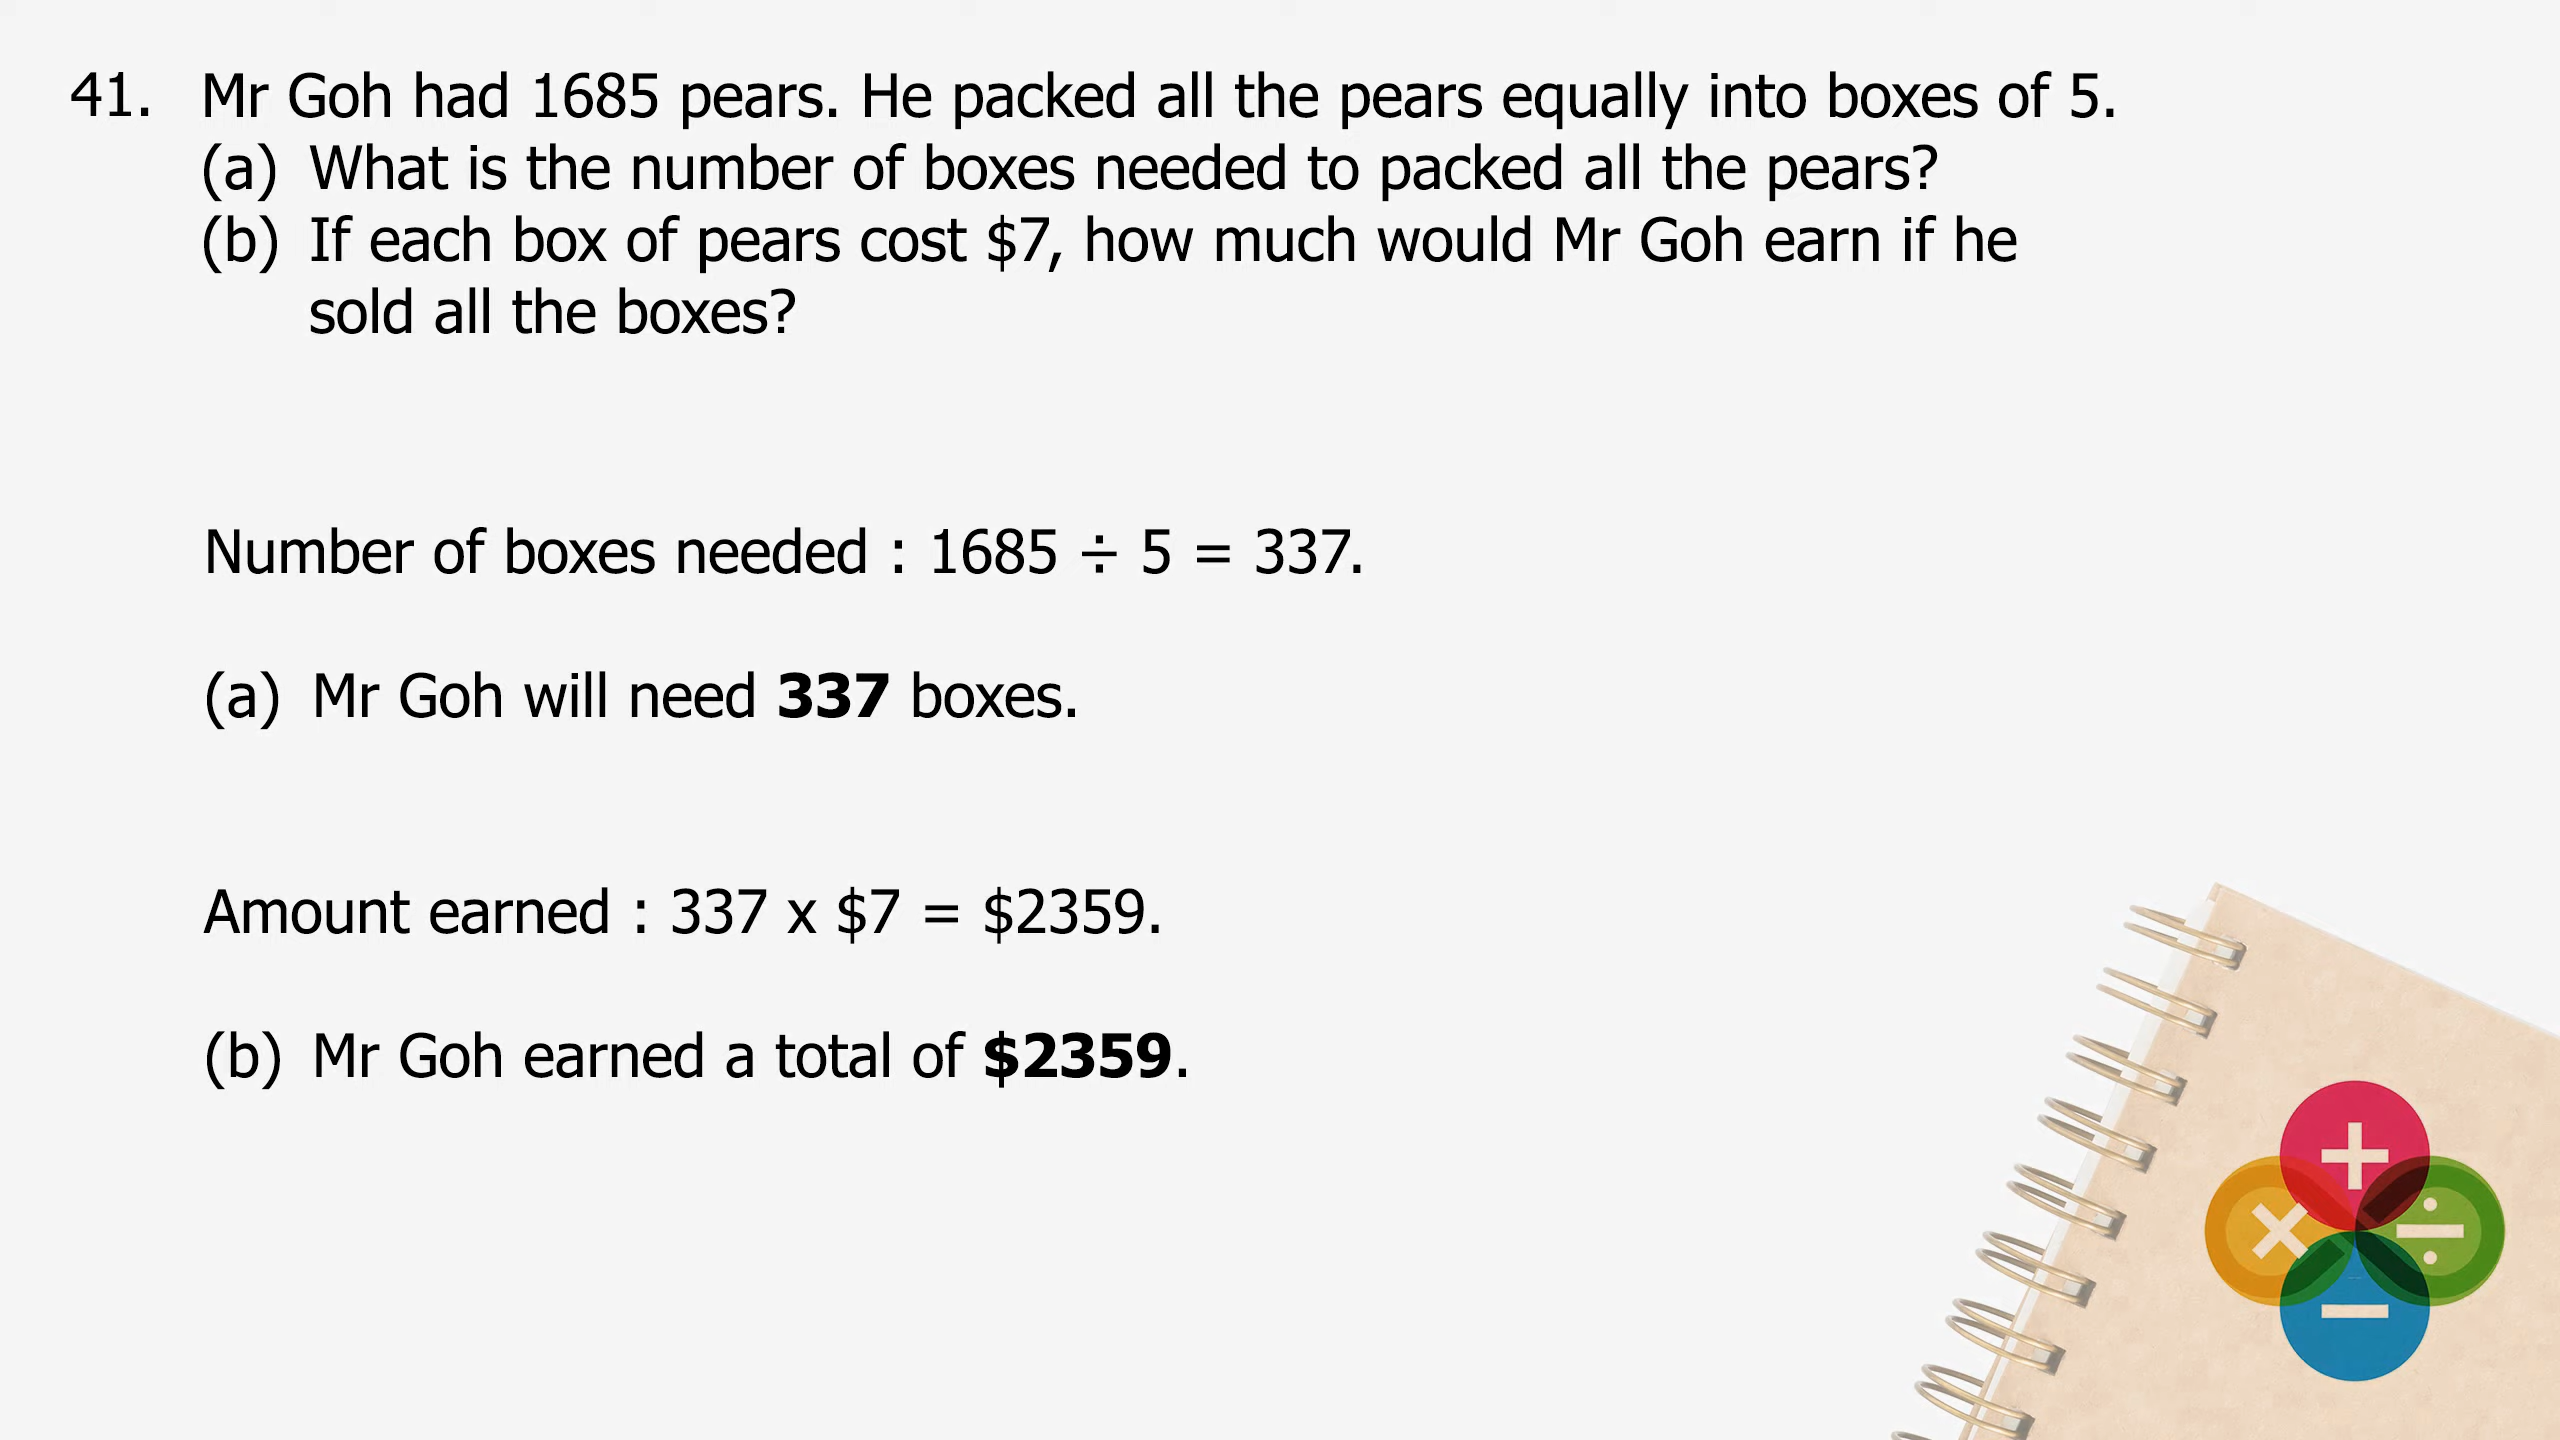 41. Mr Goh had 1685 pears. He packed all the pears equally into boxes of 5.
(a) What is the number of boxes needed to packed all the pears?
(b) If each box of pears cost $7, how much would Mr Goh earn if he
sold all the boxes?
Number of boxes needed : 1685 ÷ 5 = 337.
(a) Mr Goh will need 337 boxes.
Amount earned : 337 x $7 = $2359.
(b) Mr Goh earned a total of $2359.